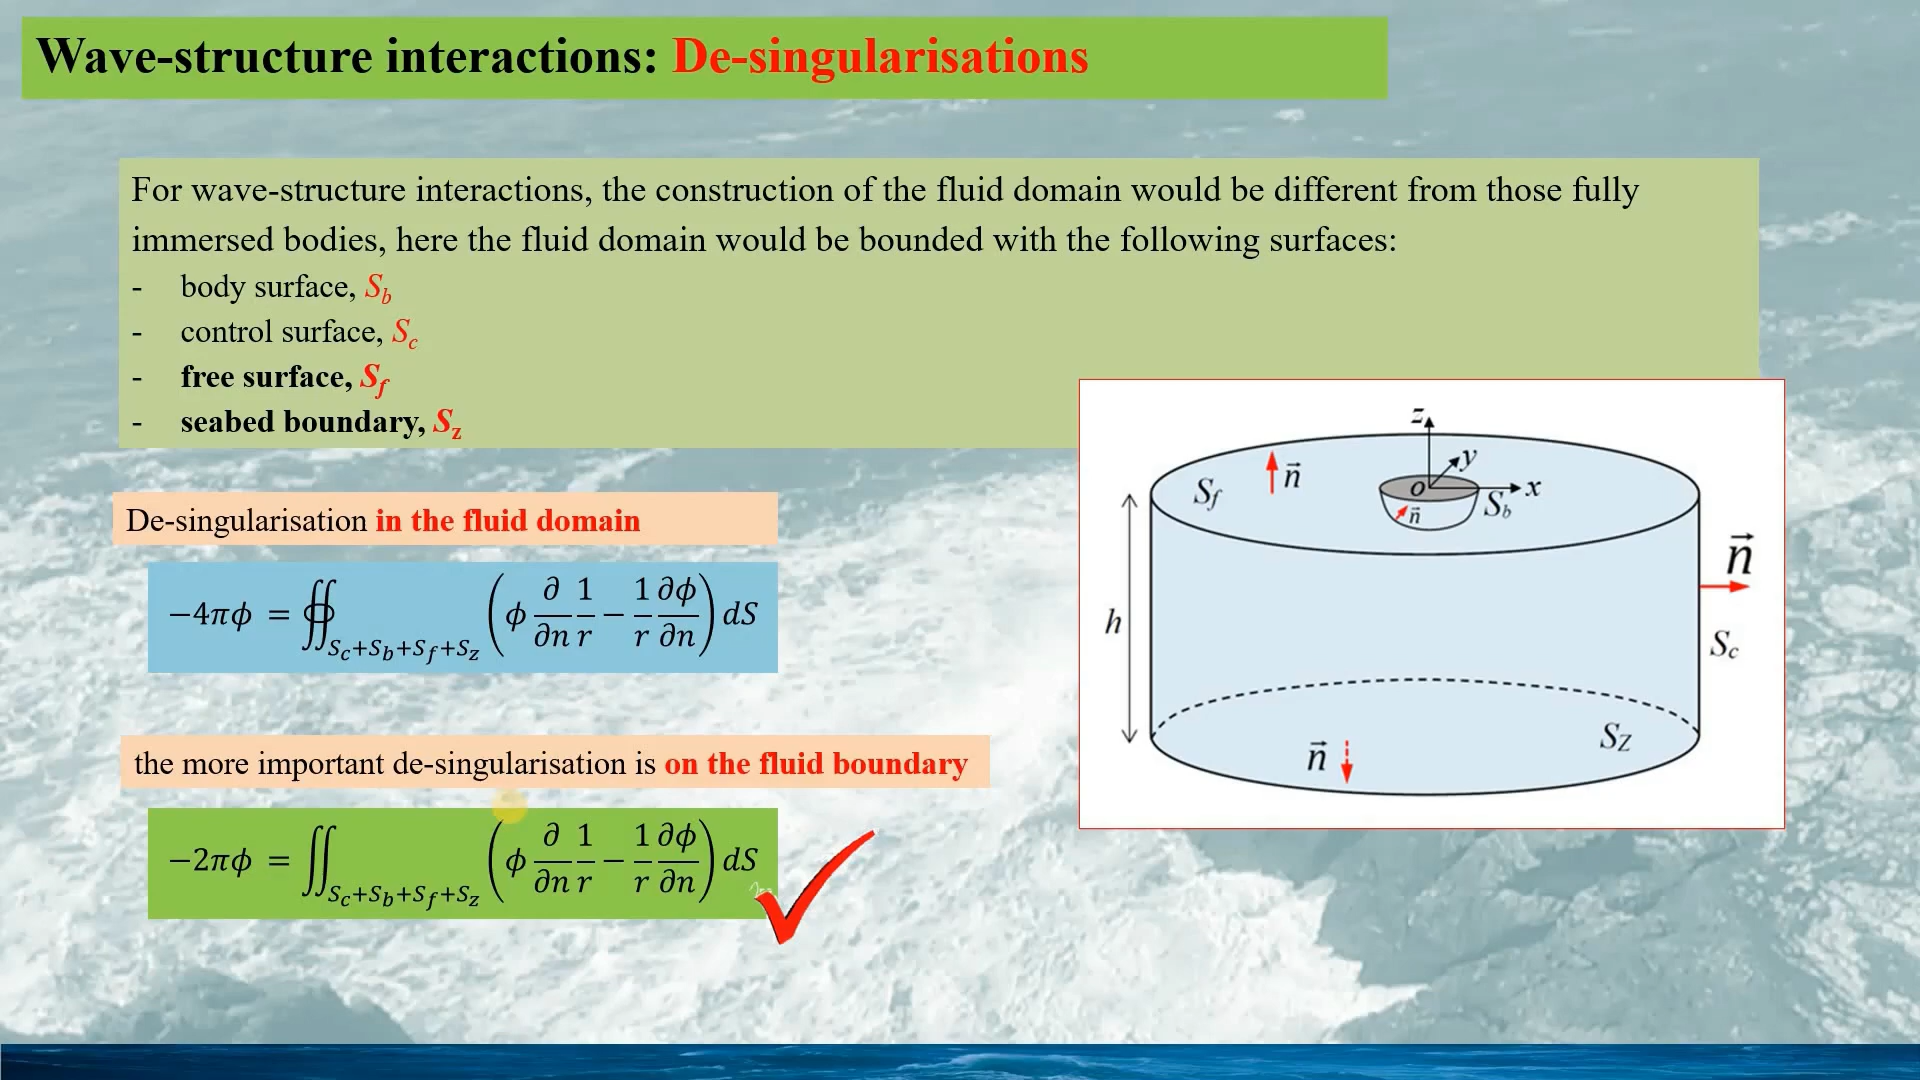 Wave-structure interactions: De-singularisations
For wave-structure interactions, the construction of the fluid domain would be different from those fully
immersed bodies, here the fluid domain would be bounded with the following surfaces:
- body surface, S_b
- control surface, S_c
- free surface, S_f
- seabed boundary, S_z
De-singularisation in the fluid domain
−4πϕ = ∯_{S_c+S_b+S_f+S_z} (ϕ ∂/∂n 1/r − 1/r ∂ϕ/∂n) dS
the more important de-singularisation is on the fluid boundary
−2πϕ = ∬_{S_c+S_b+S_f+S_z} (ϕ ∂/∂n 1/r − 1/r ∂ϕ/∂n) dS
z
y
S_f
n⃗
o
x
S_b
n⃗
n⃗
h
S_c
S_Z
n⃗